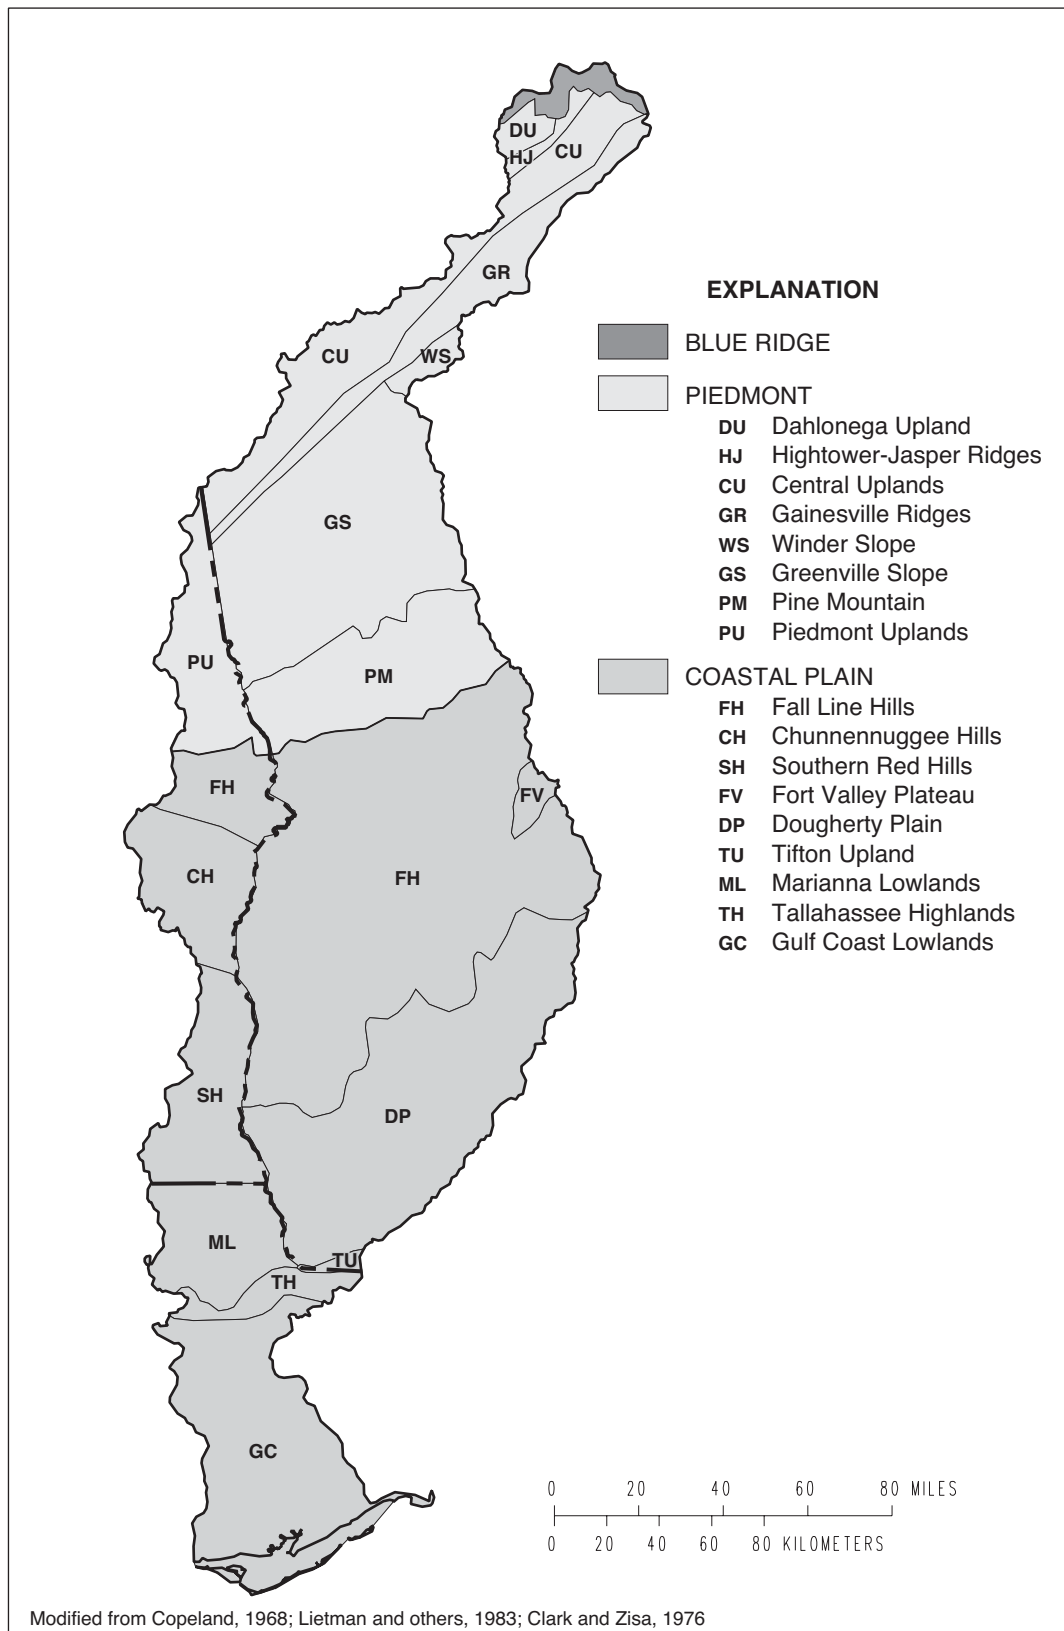 DU
HJ
CU
GR
CU
WS
GS
PU
PM
FH
FV
CH
FH
SH
DP
ML
TU
TH
GC
EXPLANATION
BLUE RIDGE
PIEDMONT
DU Dahlonega Upland
HJ Hightower-Jasper Ridges
CU Central Uplands
GR Gainesville Ridges
WS Winder Slope
GS Greenville Slope
PM Pine Mountain
PU Piedmont Uplands
COASTAL PLAIN
FH Fall Line Hills
CH Chunnennuggee Hills
SH Southern Red Hills
FV Fort Valley Plateau
DP Dougherty Plain
TU Tifton Upland
ML Marianna Lowlands
TH Tallahassee Highlands
GC Gulf Coast Lowlands
0 20 40 60 80 MILES
0 20 40 60 80 KILOMETERS
Modified from Copeland, 1968; Lietman and others, 1983; Clark and Zisa, 1976